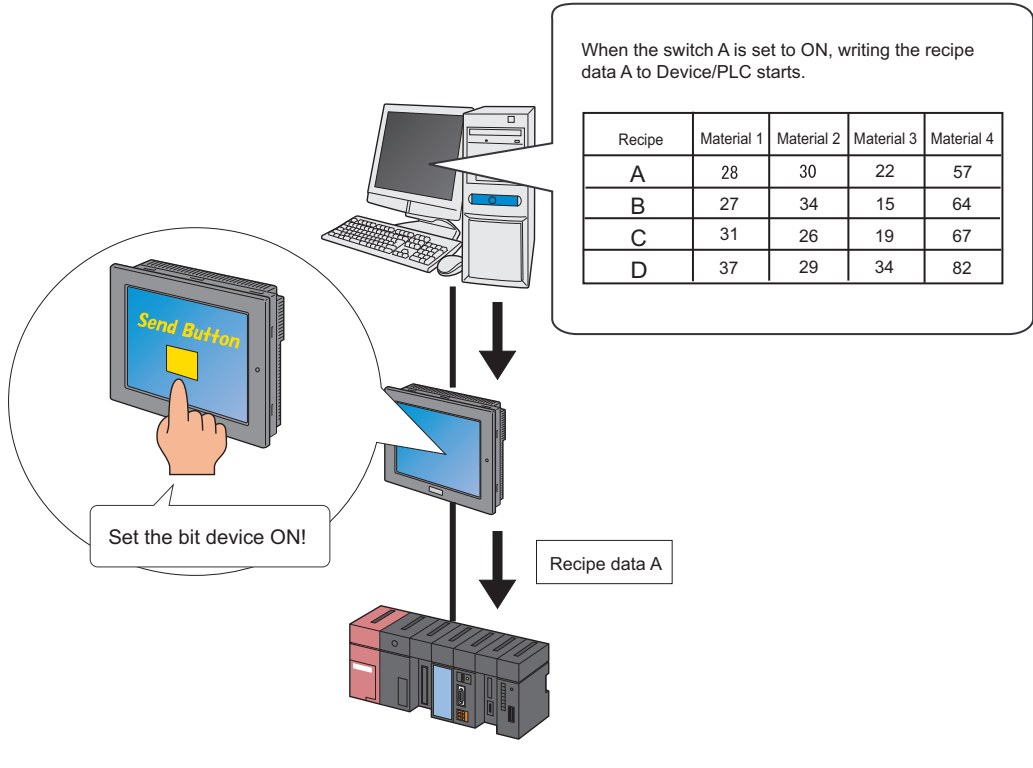 When the switch A is set to ON, writing the recipe
data A to Device/PLC starts.
Recipe Material 1 Material 2 Material 3 Material 4
A 28 30 22 57
B 27 34 15 64
C 31 26 19 67
D 37 29 34 82
Send Button
Set the bit device ON!
Recipe data A